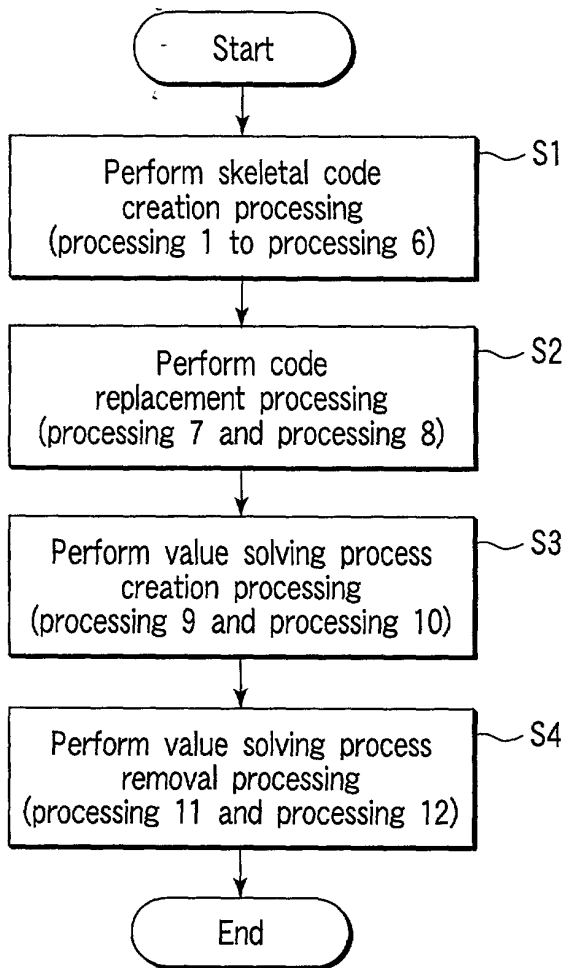 Start
Perform skeletal code
creation processing
(processing 1 to processing 6)
S1
Perform code
replacement processing
(processing 7 and processing 8)
S2
Perform value solving process
creation processing
(processing 9 and processing 10)
S3
Perform value solving process
removal processing
(processing 11 and processing 12)
S4
End